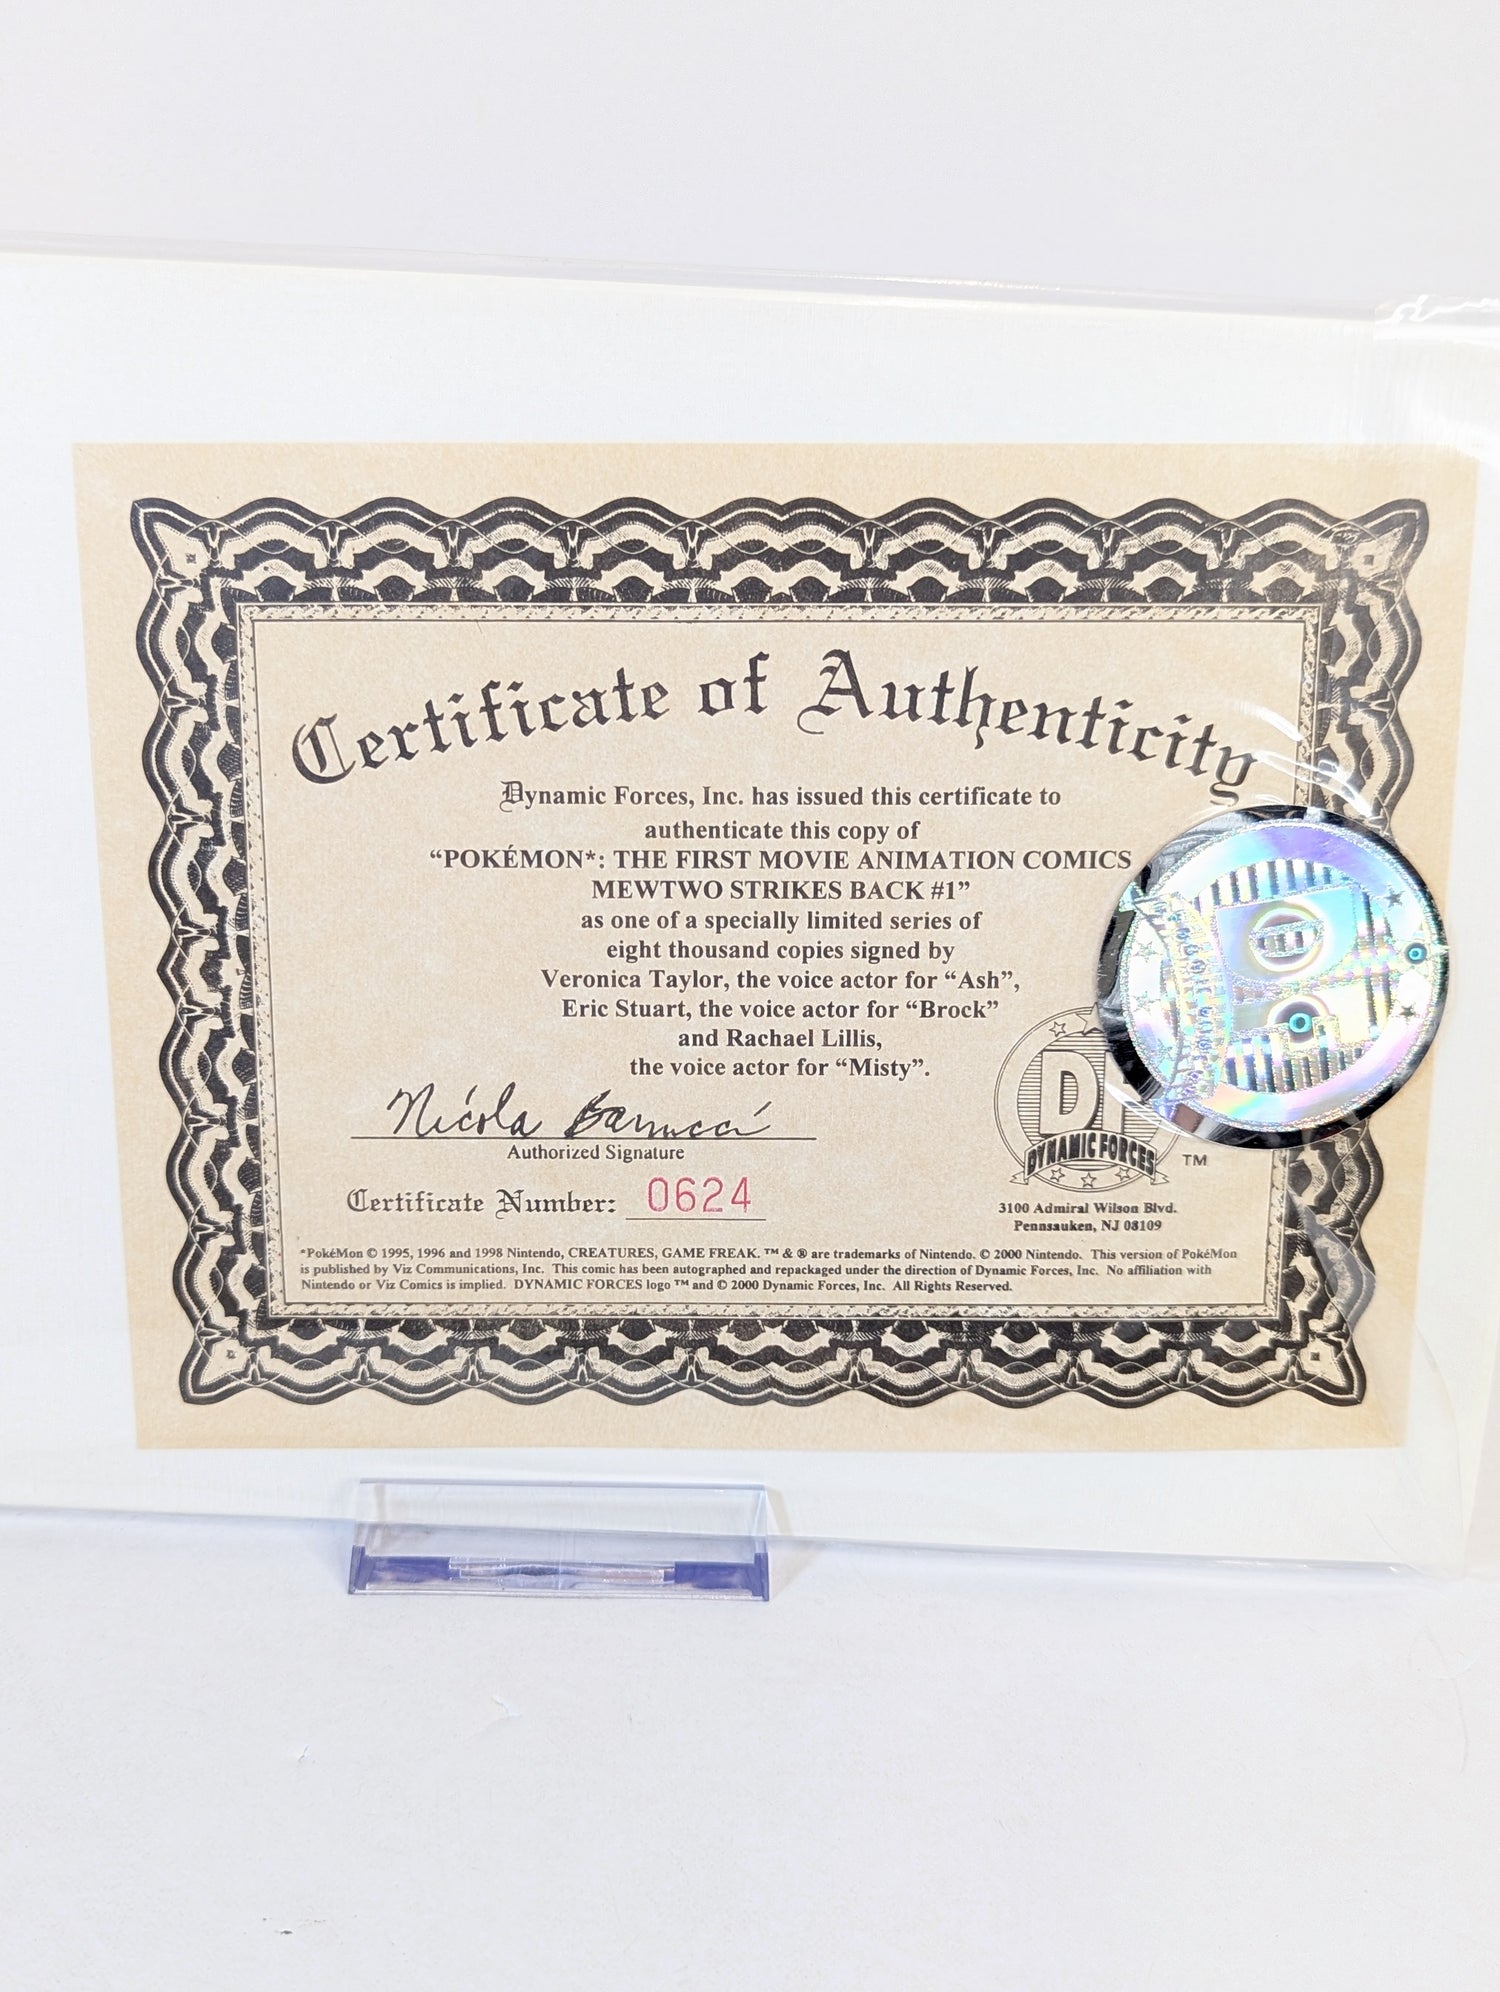 Certificate of Authenticity
Dynamic Forces, Inc. has issued this certificate to
authenticate this copy of
“POKÉMON*: THE FIRST MOVIE ANIMATION COMICS
MEWTWO STRIKES BACK #1”
as one of a specially limited series of
eight thousand copies signed by
Veronica Taylor, the voice actor for “Ash”,
Eric Stuart, the voice actor for “Brock”
and Rachael Lillis,
the voice actor for “Misty”.
Nicola Barrucci
Authorized Signature
Certificate Number: 0624
DYNAMIC FORCES TM
3100 Admiral Wilson Blvd.
Pennsauken, NJ 08109
*PokéMon © 1995, 1996 and 1998 Nintendo, CREATURES, GAME FREAK. ™ & ® are trademarks of Nintendo. © 2000 Nintendo. This version of PokéMon
is published by Viz Communications, Inc. This comic has been autographed and repackaged under the direction of Dynamic Forces, Inc. No affiliation with
Nintendo or Viz Comics is implied. DYNAMIC FORCES logo ™ and © 2000 Dynamic Forces, Inc. All Rights Reserved.